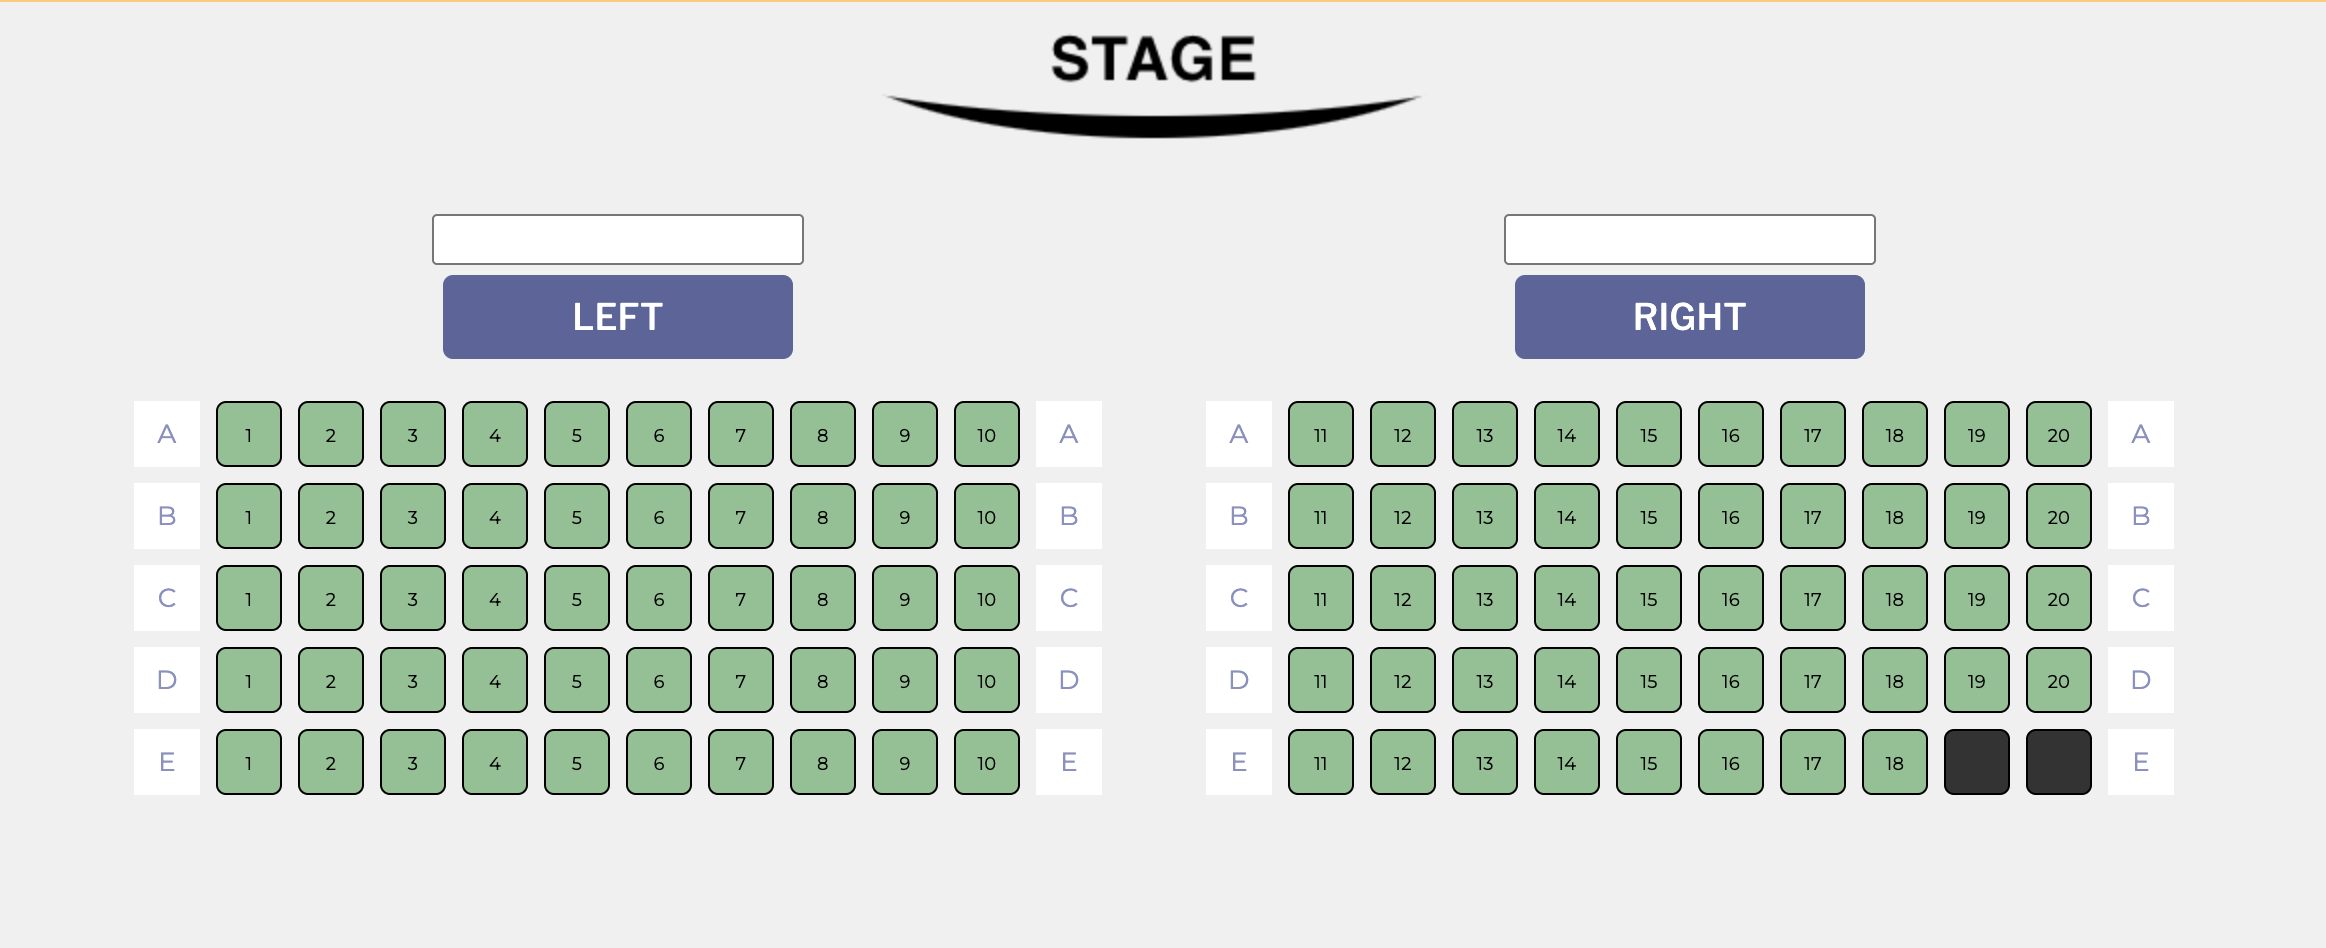 STAGE
LEFT RIGHT
A 1 2 3 4 5 6 7 8 9 10 A A 11 12 13 14 15 16 17 18 19 20 A
B 1 2 3 4 5 6 7 8 9 10 B B 11 12 13 14 15 16 17 18 19 20 B
C 1 2 3 4 5 6 7 8 9 10 C C 11 12 13 14 15 16 17 18 19 20 C
D 1 2 3 4 5 6 7 8 9 10 D D 11 12 13 14 15 16 17 18 19 20 D
E 1 2 3 4 5 6 7 8 9 10 E E 11 12 13 14 15 16 17 18 E